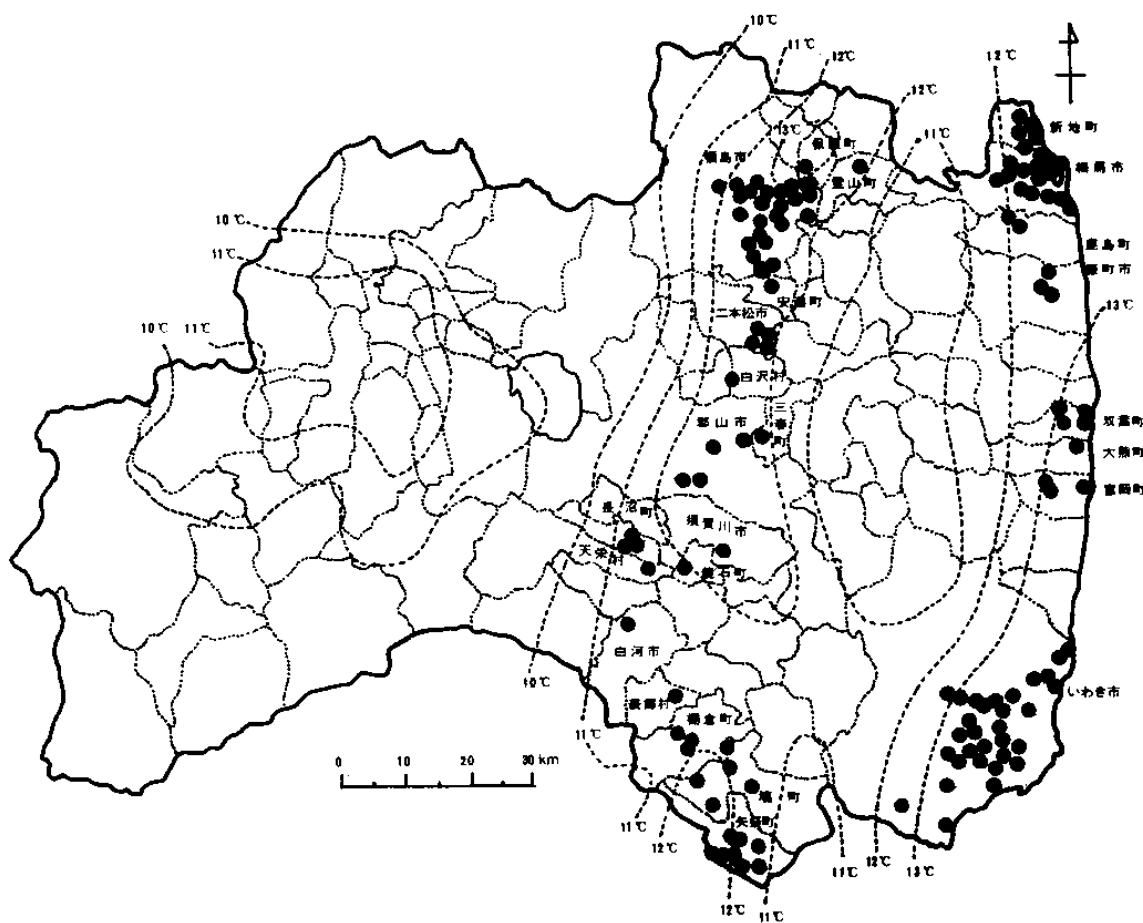 10℃
11℃
12℃
12℃
12℃
11℃
13℃
保原町
福島市
霊山町
新地町
相馬市
鹿島町
原町市
10℃
11℃
10℃
11℃
13℃
安達町
二本松市
白沢村
三春町
郡山市
双葉町
大熊町
富岡町
長沼町
須賀川市
天栄村
鏡石町
白河市
10℃
いわき市
表郷村
棚倉町
11℃
0
10
20
30 km
塙町
矢祭町
11℃
12℃
11℃
12℃
13℃
12℃
11℃